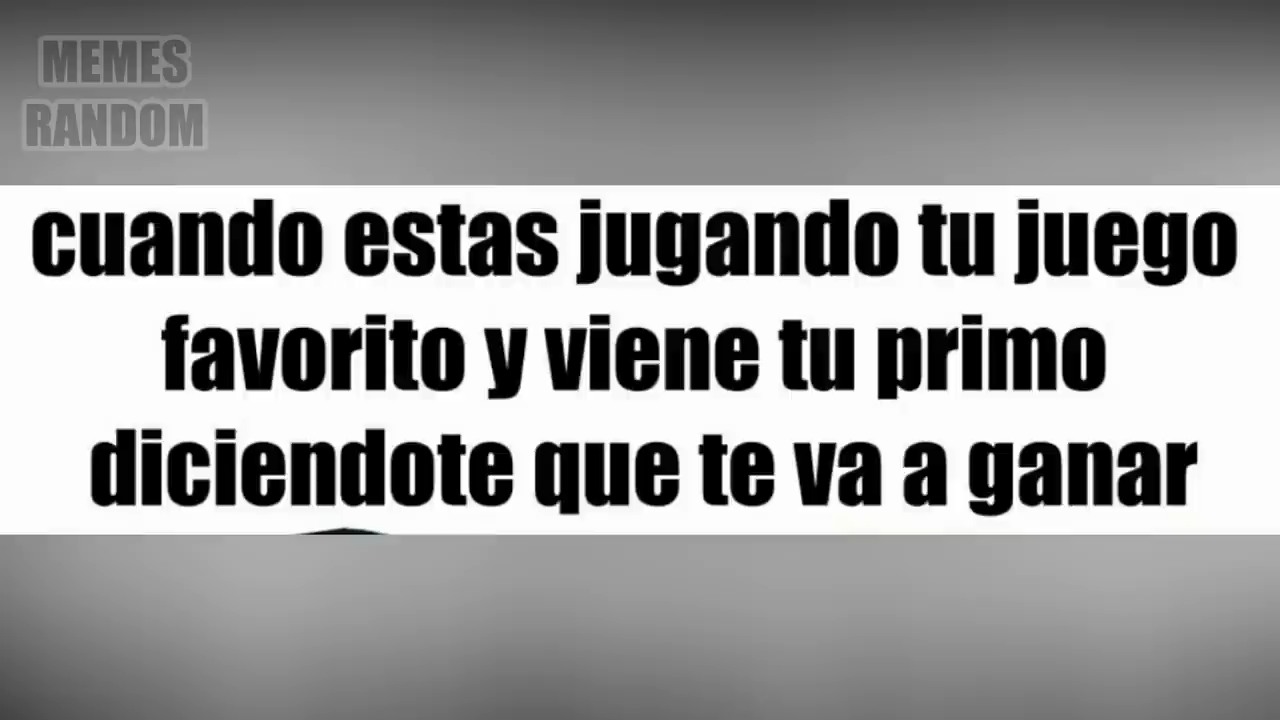 MEMES
RANDOM
cuando estas jugando tu juego
favorito y viene tu primo
diciendote que te va a ganar